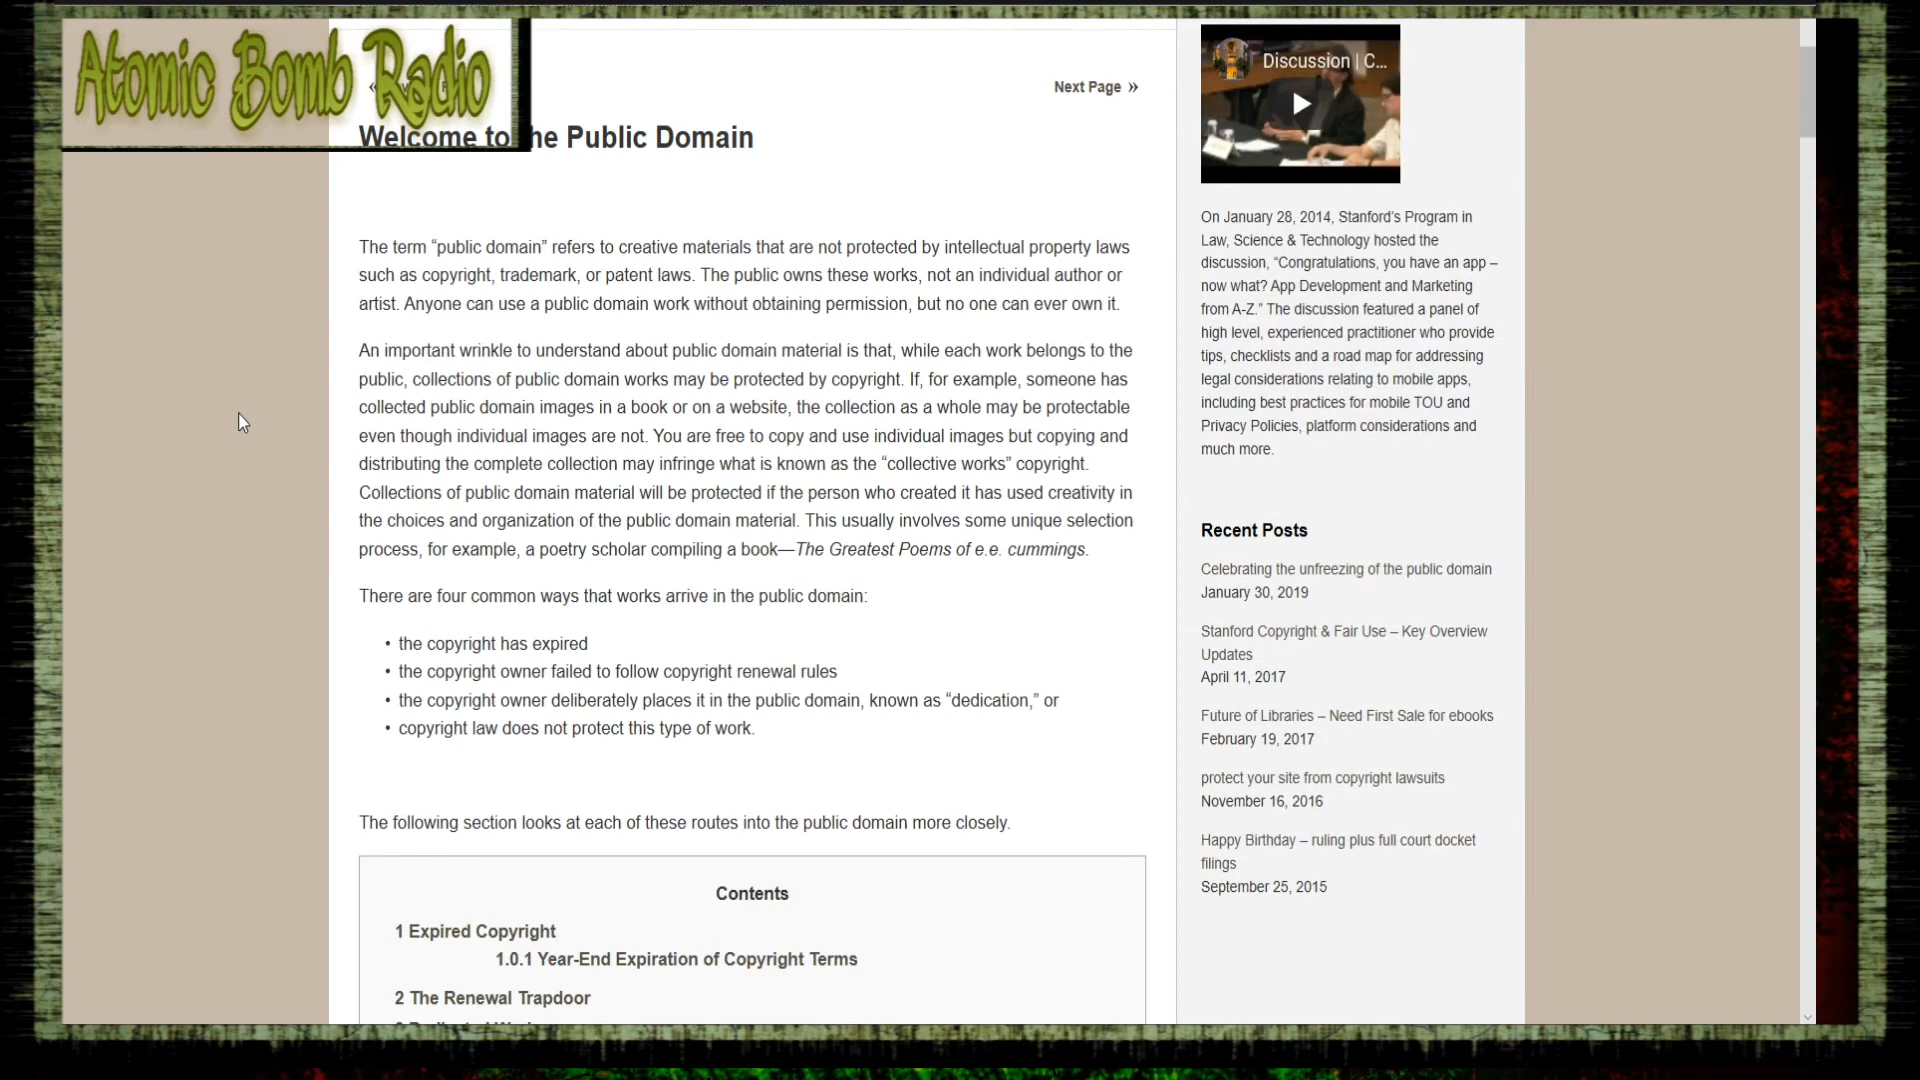 Atomic Bomb Radio
Next Page »
Welcome to the Public Domain
The term “public domain” refers to creative materials that are not protected by intellectual property laws
such as copyright, trademark, or patent laws. The public owns these works, not an individual author or
artist. Anyone can use a public domain work without obtaining permission, but no one can ever own it.
An important wrinkle to understand about public domain material is that, while each work belongs to the
public, collections of public domain works may be protected by copyright. If, for example, someone has
collected public domain images in a book or on a website, the collection as a whole may be protectable
even though individual images are not. You are free to copy and use individual images but copying and
distributing the complete collection may infringe what is known as the “collective works” copyright.
Collections of public domain material will be protected if the person who created it has used creativity in
the choices and organization of the public domain material. This usually involves some unique selection
process, for example, a poetry scholar compiling a book—The Greatest Poems of e.e. cummings.
There are four common ways that works arrive in the public domain:
• the copyright has expired
• the copyright owner failed to follow copyright renewal rules
• the copyright owner deliberately places it in the public domain, known as “dedication,” or
• copyright law does not protect this type of work.
The following section looks at each of these routes into the public domain more closely.
Contents
1 Expired Copyright
1.0.1 Year-End Expiration of Copyright Terms
2 The Renewal Trapdoor
Discussion | C...
On January 28, 2014, Stanford’s Program in
Law, Science & Technology hosted the
discussion, “Congratulations, you have an app –
now what? App Development and Marketing
from A-Z.” The discussion featured a panel of
high level, experienced practitioner who provide
tips, checklists and a road map for addressing
legal considerations relating to mobile apps,
including best practices for mobile TOU and
Privacy Policies, platform considerations and
much more.
Recent Posts
Celebrating the unfreezing of the public domain
January 30, 2019
Stanford Copyright & Fair Use – Key Overview
Updates
April 11, 2017
Future of Libraries – Need First Sale for ebooks
February 19, 2017
protect your site from copyright lawsuits
November 16, 2016
Happy Birthday – ruling plus full court docket
filings
September 25, 2015